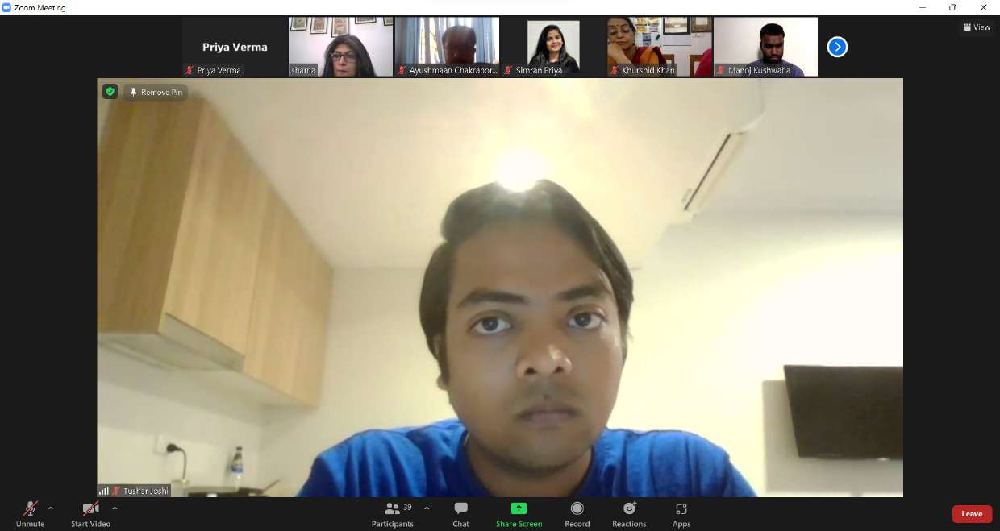 Zoom Meeting
View
Priya Verma
Priya Verma
shama
Ayushmaan Chakrabor...
Simran Priya
Khurshid Khan
Manoj Kushwaha
Remove Pin
Tushar Joshi
Unmute
Start Video
Participants
39
Chat
Share Screen
Record
Reactions
Apps
Leave